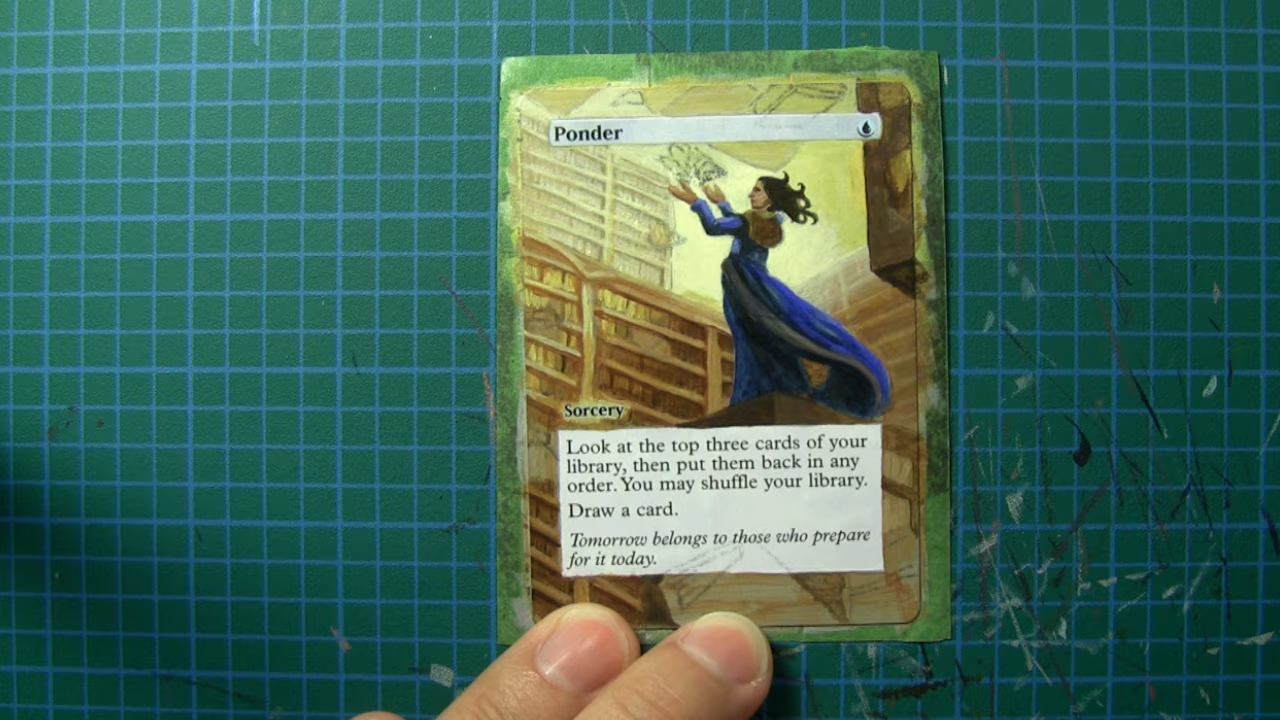 Ponder
Sorcery
Look at the top three cards of your
library, then put them back in any
order. You may shuffle your library.
Draw a card.
Tomorrow belongs to those who prepare
for it today.